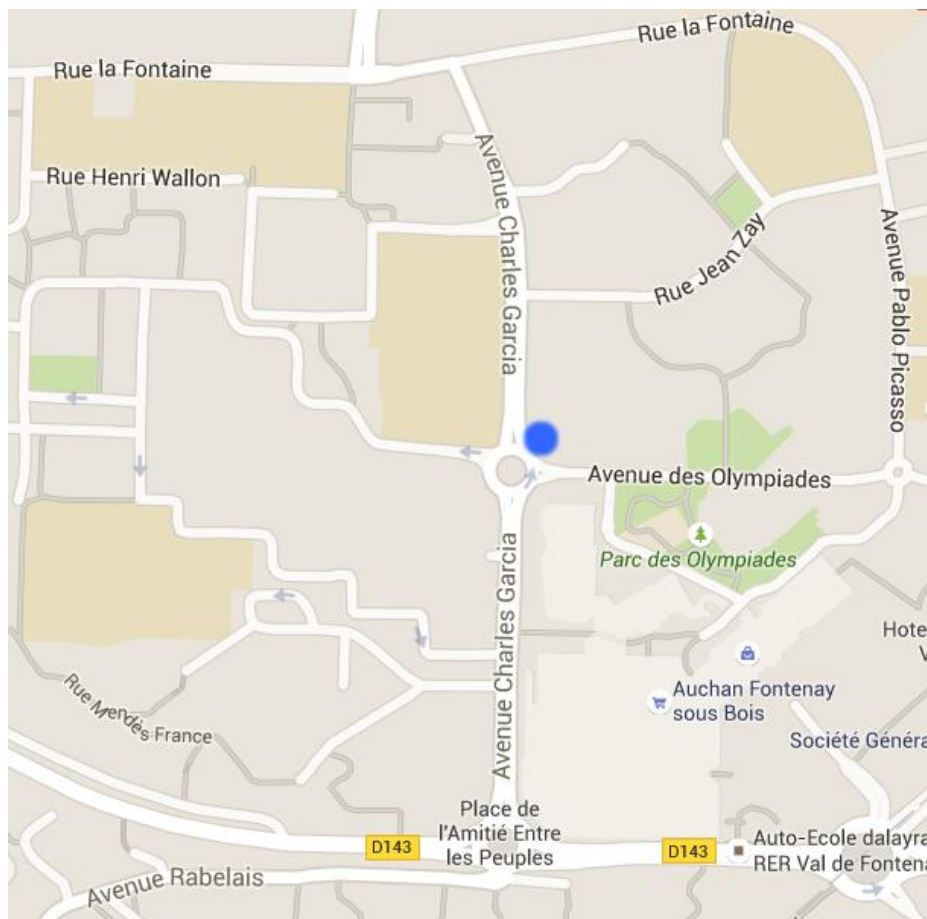 Rue la Fontaine
Rue la Fontaine
Avenue Charles Garcia
Rue Henri Wallon
Rue Jean Zay
Avenue Pablo Picasso
Avenue des Olympiades
Parc des Olympiades
Avenue Charles Garcia
Hote
V
Auchan Fontenay
sous Bois
Rue Mendès France
Société Généra
Place de
l'Amitié Entre
les Peuples
D143
D143
Auto-Ecole dalayra
RER Val de Fontena
Avenue Rabelais